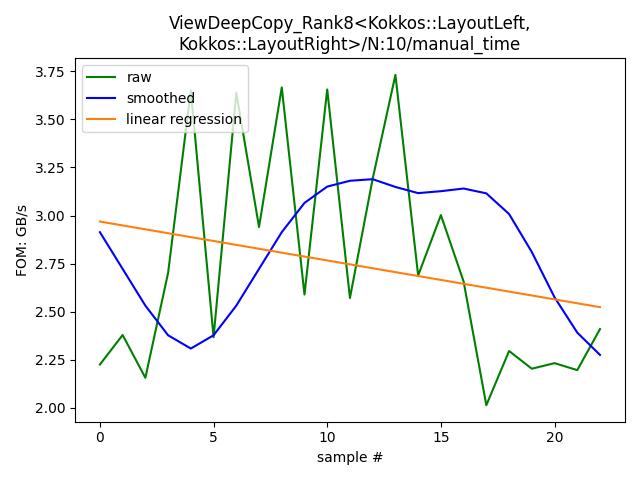 ViewDeepCopy_Rank8<Kokkos::LayoutLeft,
Kokkos::LayoutRight>/N:10/manual_time
raw
smoothed
linear regression
FOM: GB/s
3.75
3.50
3.25
3.00
2.75
2.50
2.25
2.00
0
5
10
15
20
sample #